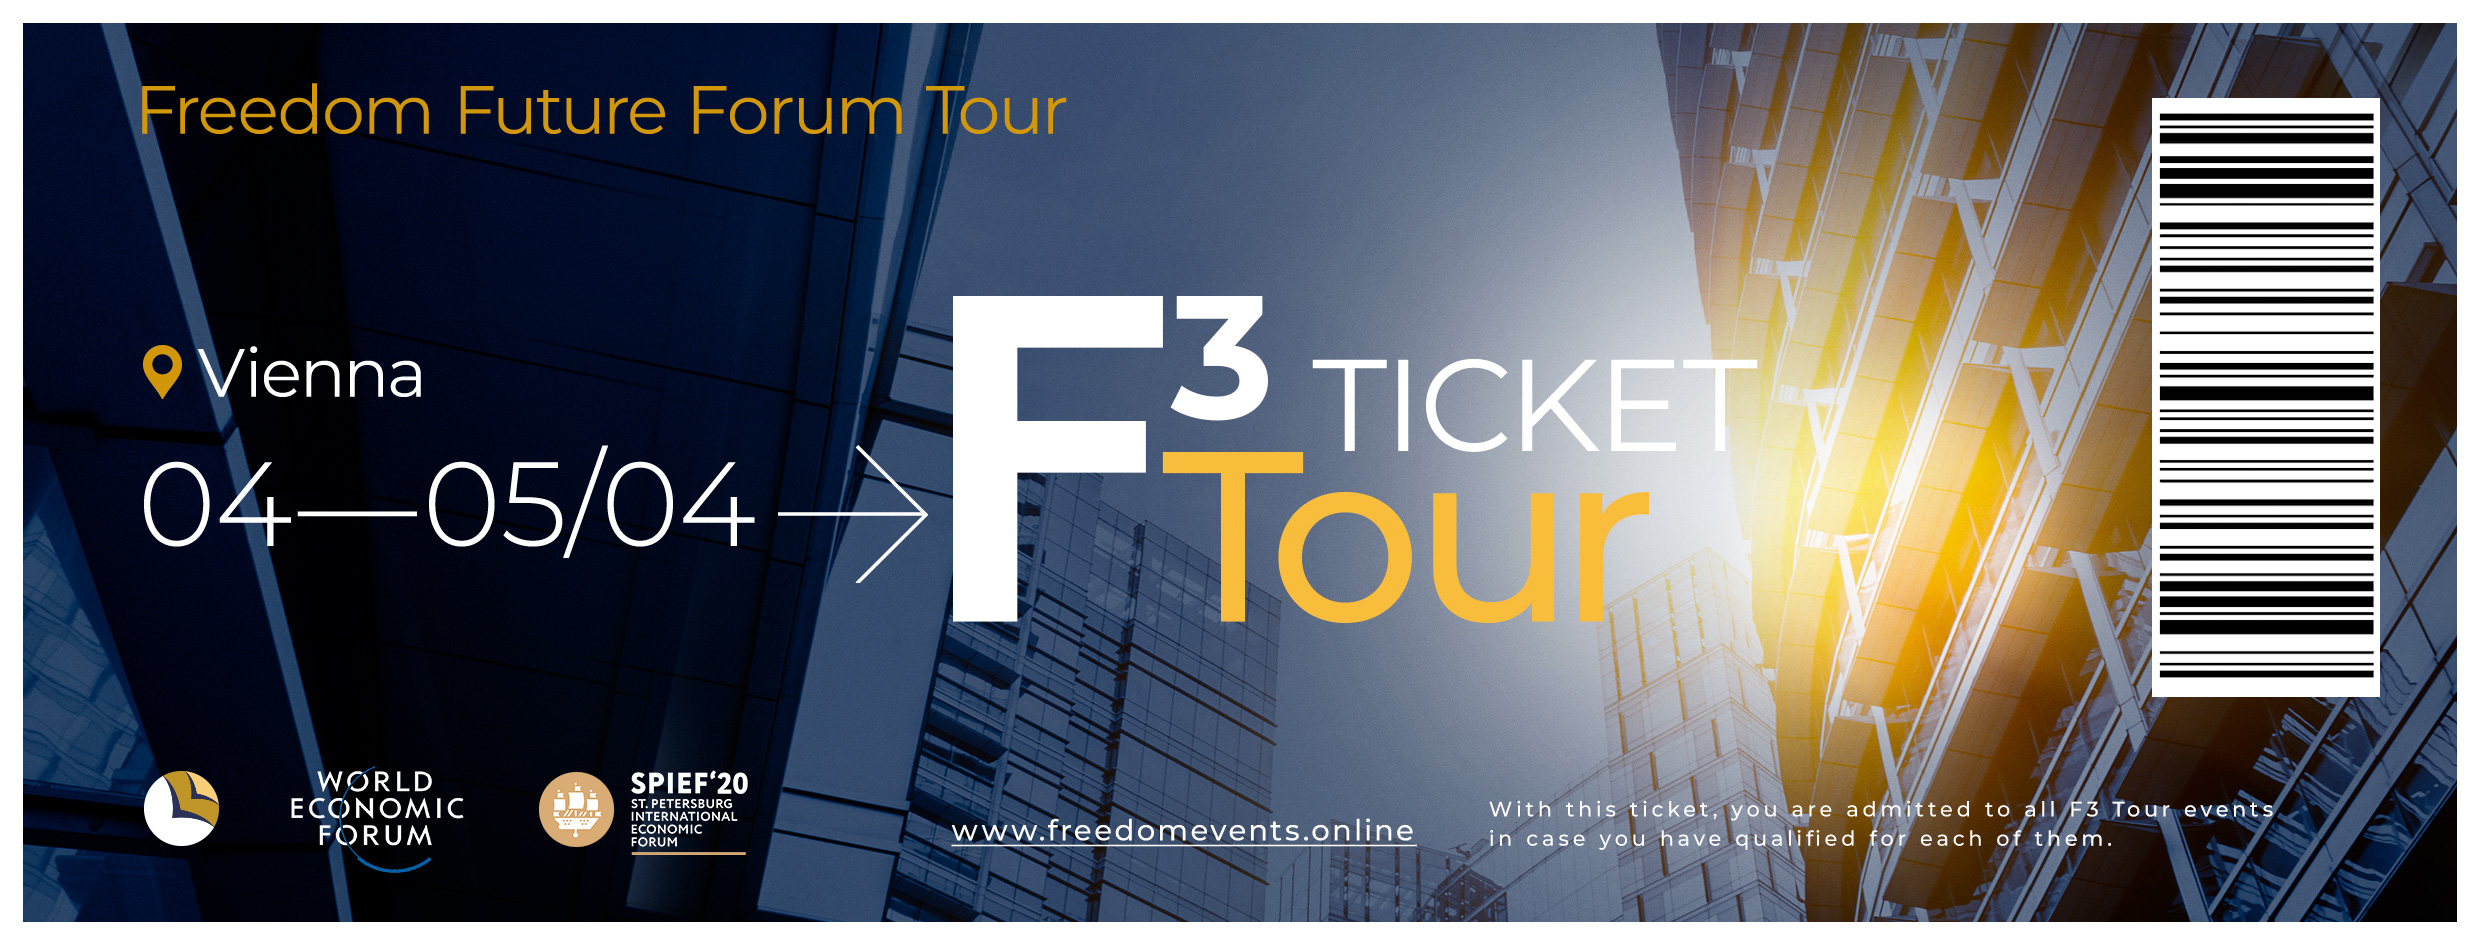 Freedom Future Forum Tour
Vienna
04—05/04
F³ TICKET
Tour
WORLD
ECONOMIC
FORUM
SPIEF‘20
ST. PETERSBURG
INTERNATIONAL
ECONOMIC
FORUM
www.freedomevents.online
With this ticket, you are admitted to all F3 Tour events
in case you have qualified for each of them.